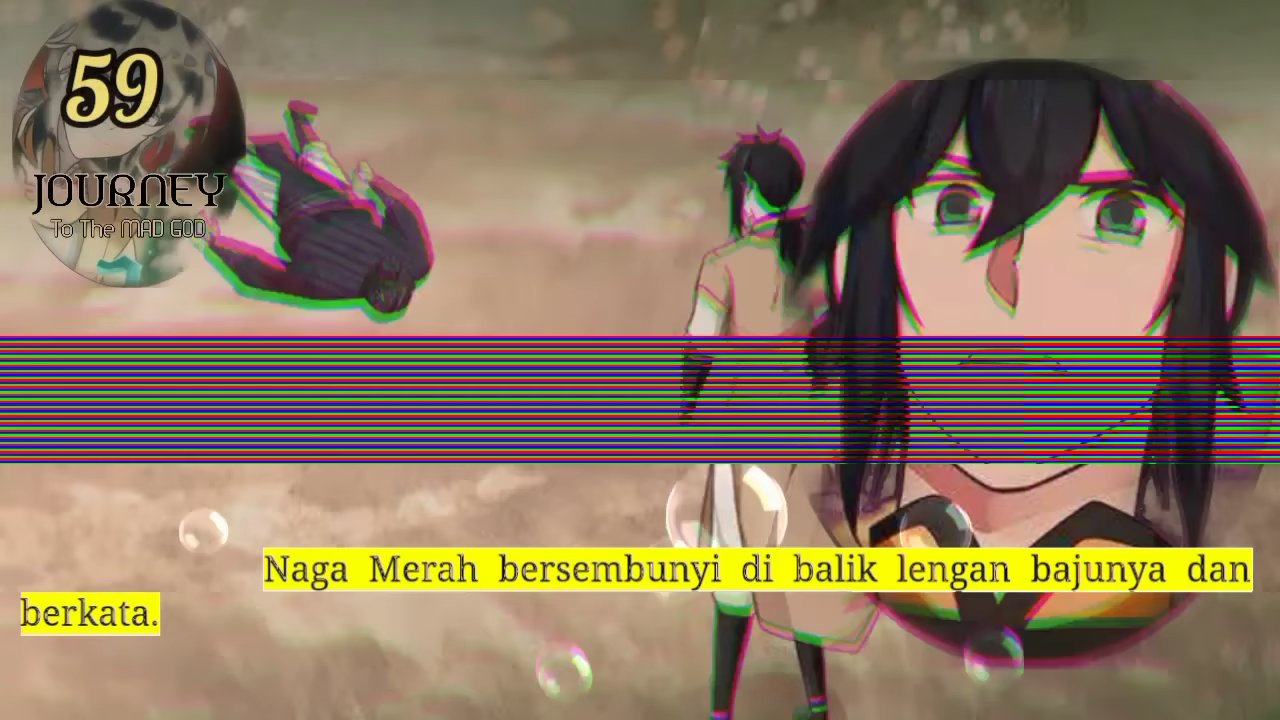 59
JOURNEY
To The MAD GOD
Naga Merah bersembunyi di balik lengan bajunya dan
berkata.